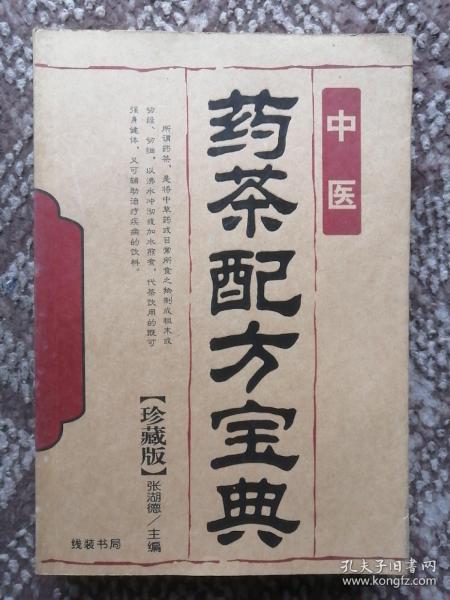 中医
药茶配方宝典
所谓药茶，是将中草药或日常所食之物制成粗末或
切段、切细，以沸水冲沏或加水煎煮，代茶饮用的既可
强身健体，又可辅助治疗疾病的饮料。
【珍藏版】
张湖德／主编
线装书局
孔夫子旧书网
www.kongfz.com